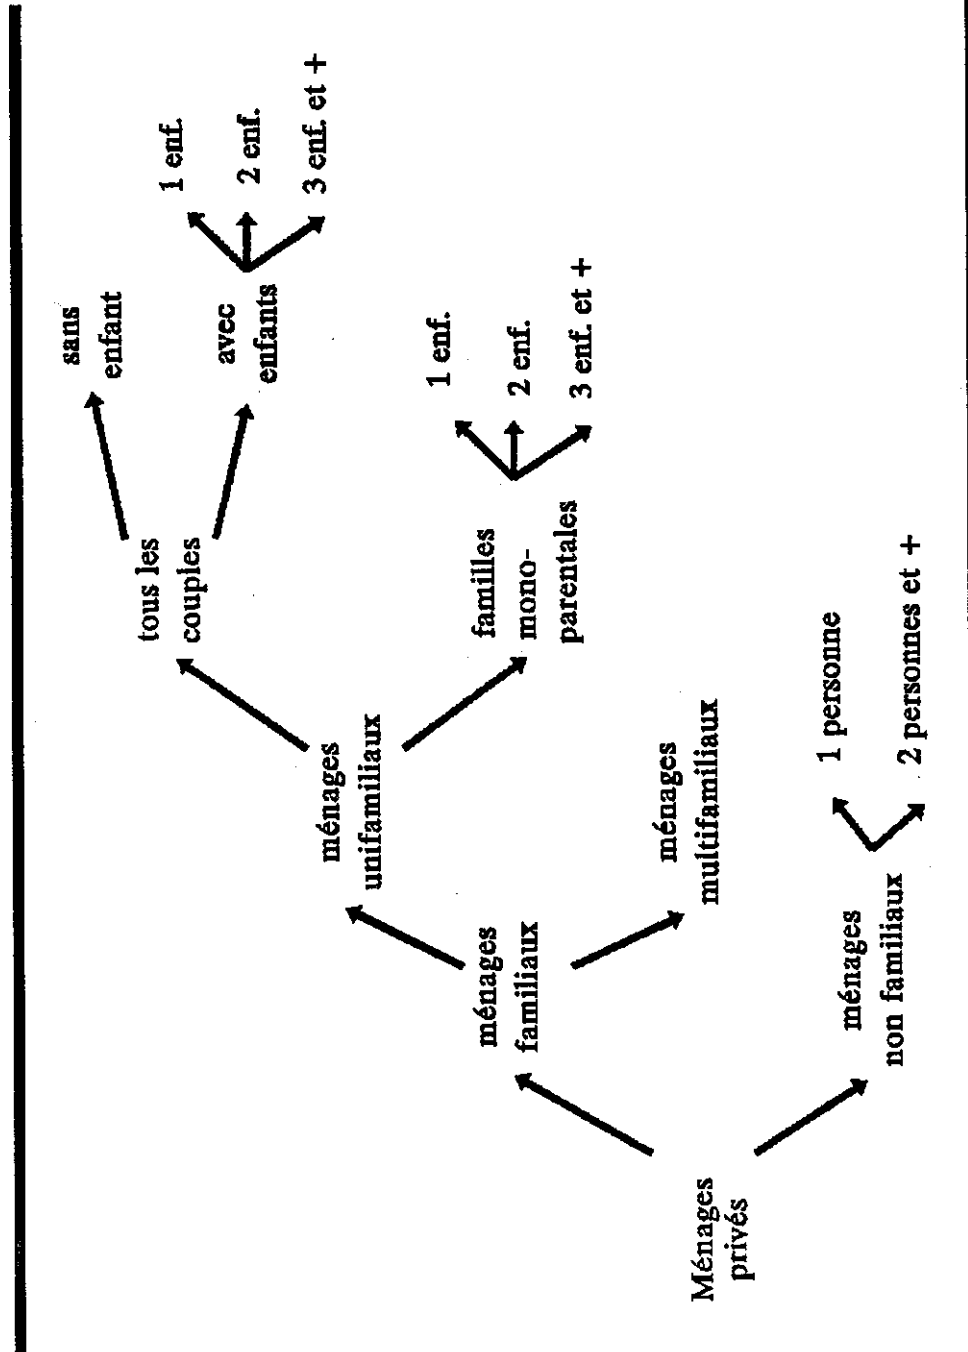 sans
enfant
1 enf.
2 enf.
3 enf. et +
avec
enfants
tous les
couples
1 enf.
2 enf.
3 enf. et +
familles
mono-
parentales
ménages
unifamiliaux
ménages
familiaux
ménages
multifamiliaux
Ménages
privés
1 personne
2 personnes et +
ménages
non familiaux